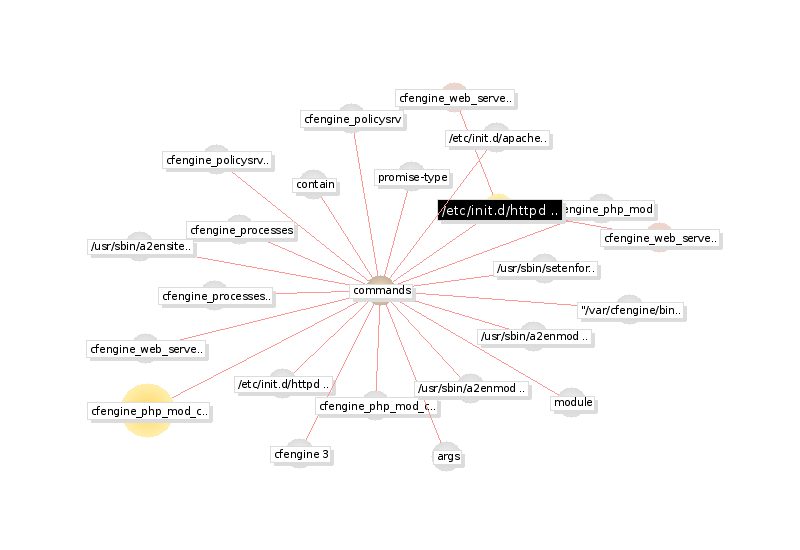 cfengine_web_serve..
cfengine_policysrv
/etc/init.d/apache..
cfengine_policysrv..
promise-type
contain
/etc/init.d/httpd ..
engine_php_mod
cfengine_processes
cfengine_web_serve..
/usr/sbin/a2ensite..
/usr/sbin/setenfor..
commands
cfengine_processes..
"/var/cfengine/bin..
/usr/sbin/a2enmod ..
cfengine_web_serve..
/etc/init.d/httpd ..
/usr/sbin/a2enmod ..
module
cfengine_php_mod_c..
cfengine_php_mod_c..
cfengine 3
args